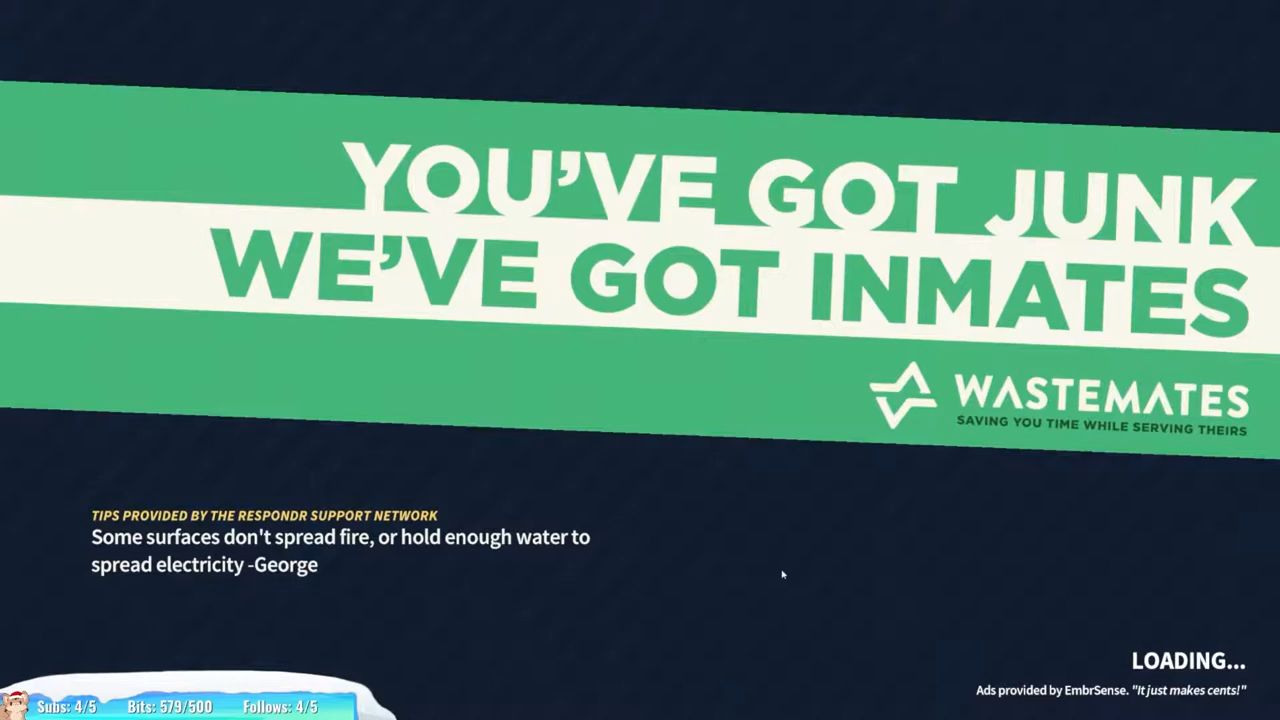 YOU'VE GOT JUNK
WE'VE GOT INMATES
WASTEMATES
SAVING YOU TIME WHILE SERVING THEIRS
TIPS PROVIDED BY THE RESPONDR SUPPORT NETWORK
Some surfaces don't spread fire, or hold enough water to
spread electricity -George
LOADING...
Ads provided by EmbrSense. "It just makes cents!"
Subs: 4/5 Bits: 579/500 Follows: 4/5